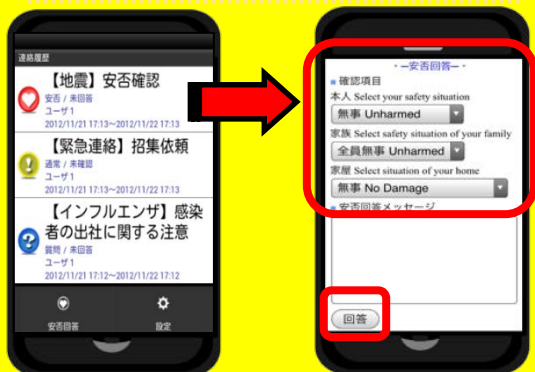 連絡履歴
【地震】安否確認
安否 / 未回答
ユーザ1
2012/11/21 17:13～2012/11/22 17:13
【緊急連絡】招集依頼
通常 / 未確認
ユーザ1
2012/11/21 17:13～2012/11/22 17:13
【インフルエンザ】感染
者の出社に関する注意
質問 / 未回答
ユーザ1
2012/11/21 17:12～2012/11/22 17:12
安否回答
設定
・－安否回答－・
■ 確認項目
本人 Select your safety situation
無事 Unharmed
家族 Select safety situation of your family
全員無事 Unharmed
家屋 Select situation of your home
無事 No Damage
■ 安否回答メッセージ
回答